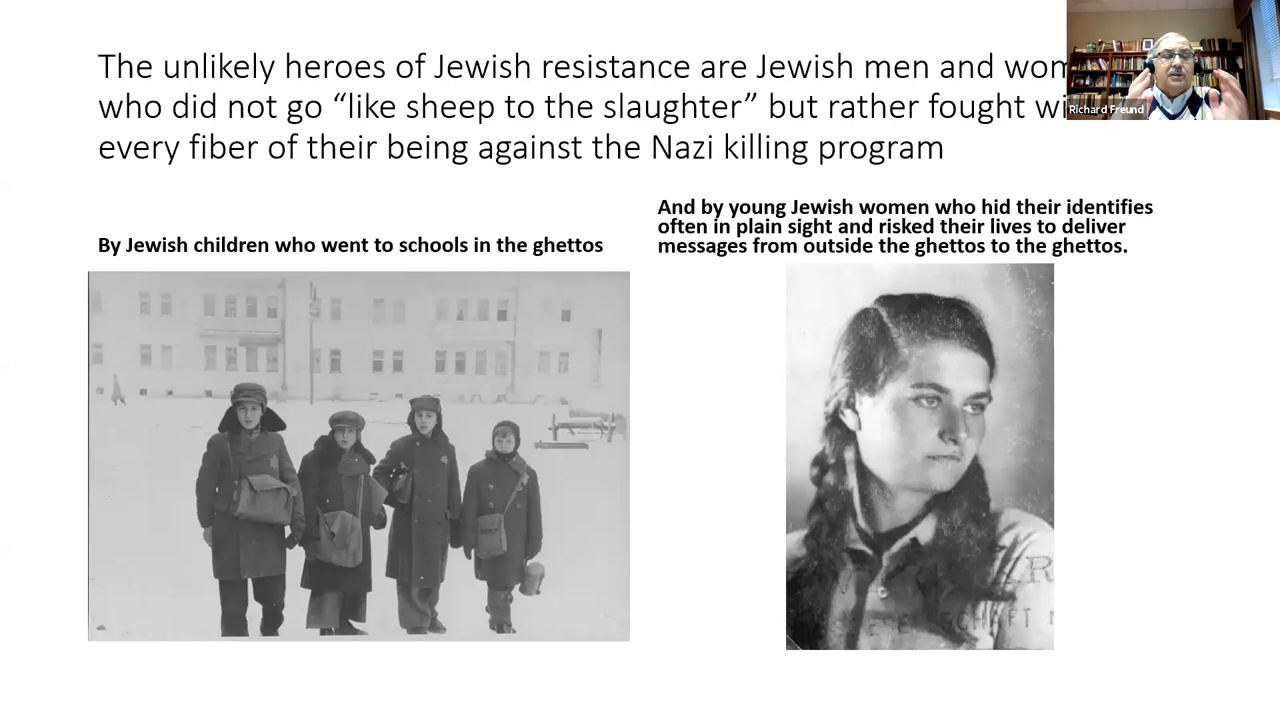 The unlikely heroes of Jewish resistance are Jewish men and
who did not go “like sheep to the slaughter” but rather fought
every fiber of their being against the Nazi killing program
Richard Freund
And by young Jewish women who hid their identifies
often in plain sight and risked their lives to deliver
messages from outside the ghettos to the ghettos.
By Jewish children who went to schools in the ghettos